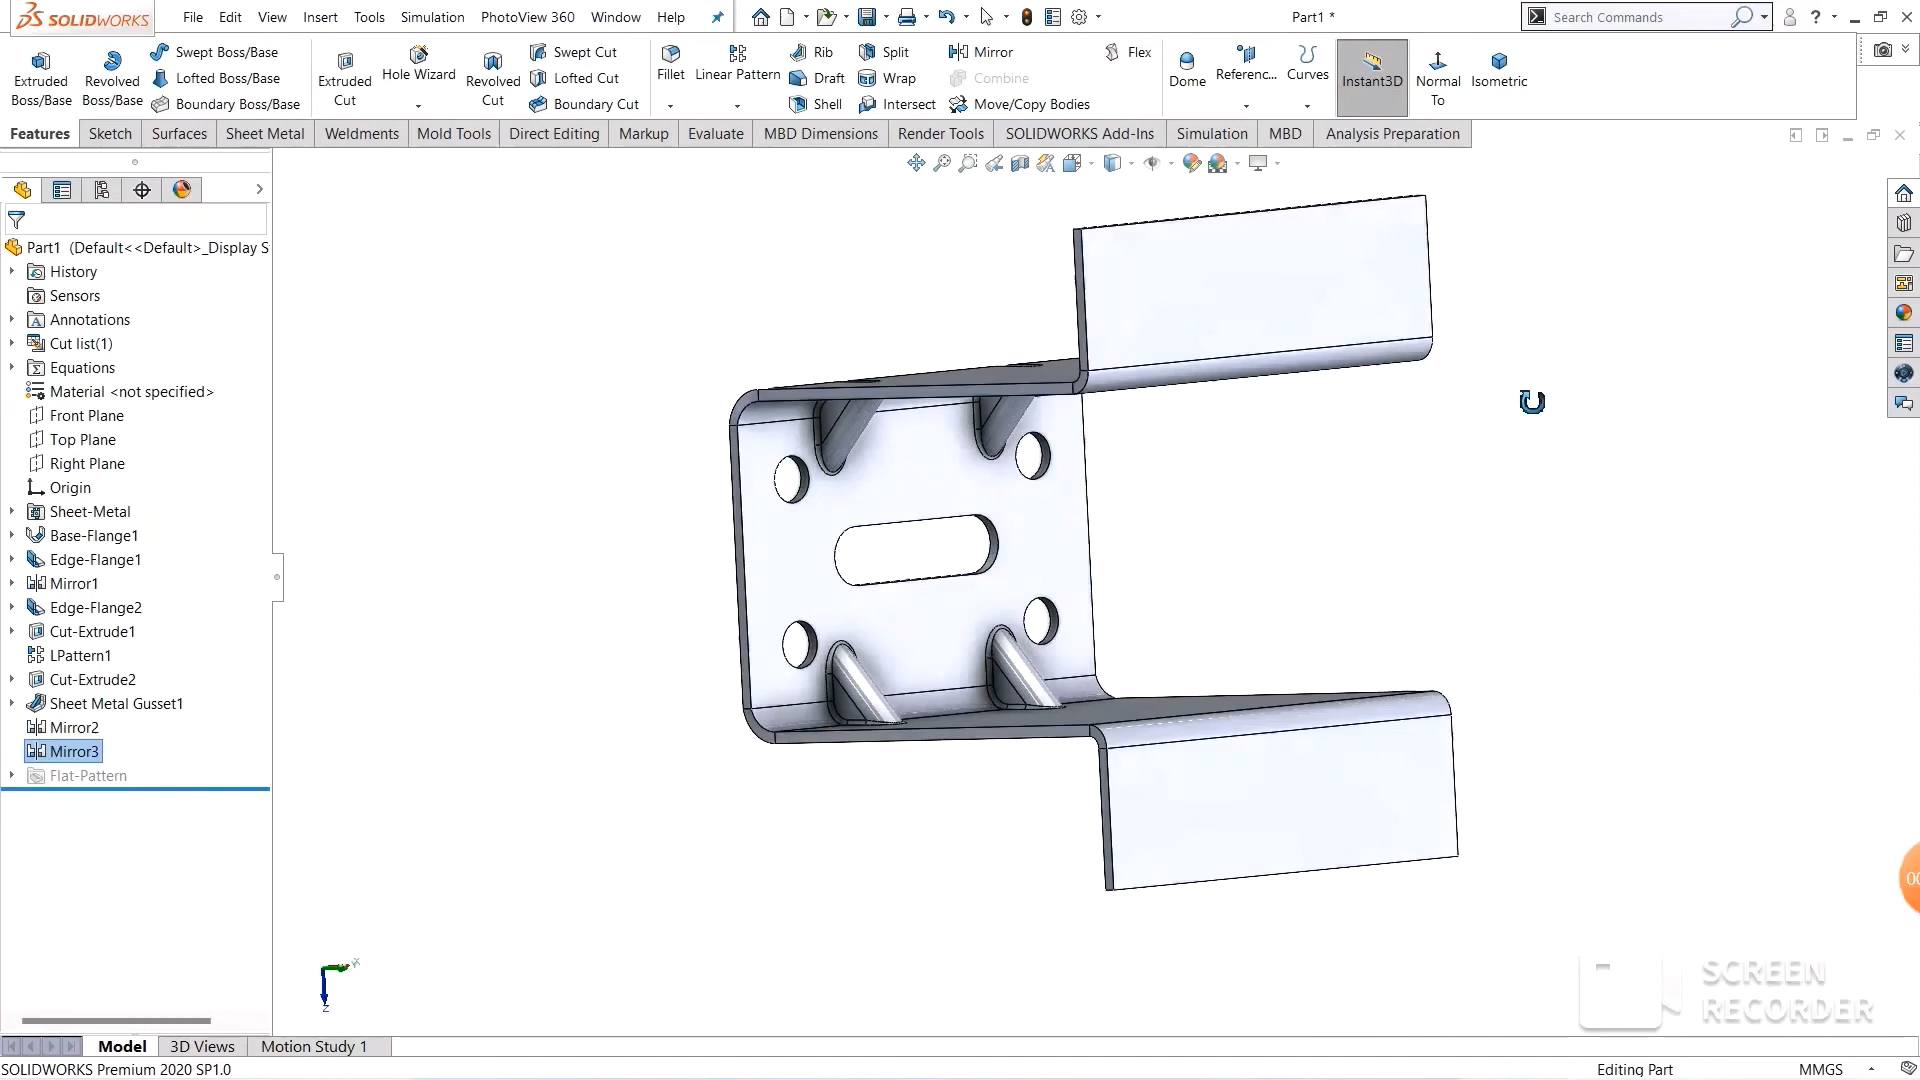 SOLIDWORKS File Edit View Insert Tools Simulation PhotoView 360 Window Help Part1 * Search Commands
Swept Boss/Base Swept Cut Rib Split Mirror Flex
Extruded Boss/Base Revolved Boss/Base Lofted Boss/Base Extruded Cut Hole Wizard Revolved Cut Lofted Cut Fillet Linear Pattern Draft Wrap Combine Dome Referenc... Curves Instant3D Normal To Isometric
Boundary Boss/Base Boundary Cut Shell Intersect Move/Copy Bodies
Features Sketch Surfaces Sheet Metal Weldments Mold Tools Direct Editing Markup Evaluate MBD Dimensions Render Tools SOLIDWORKS Add-Ins Simulation MBD Analysis Preparation
Part1 (Default<<Default>_Display S
History
Sensors
Annotations
Cut list(1)
Equations
Material <not specified>
Front Plane
Top Plane
Right Plane
Origin
Sheet-Metal
Base-Flange1
Edge-Flange1
Mirror1
Edge-Flange2
Cut-Extrude1
LPattern1
Cut-Extrude2
Sheet Metal Gusset1
Mirror2
Mirror3
Flat-Pattern
00
Z
SCREEN
RECORDER
Model 3D Views Motion Study 1
SOLIDWORKS Premium 2020 SP1.0 Editing Part MMGS